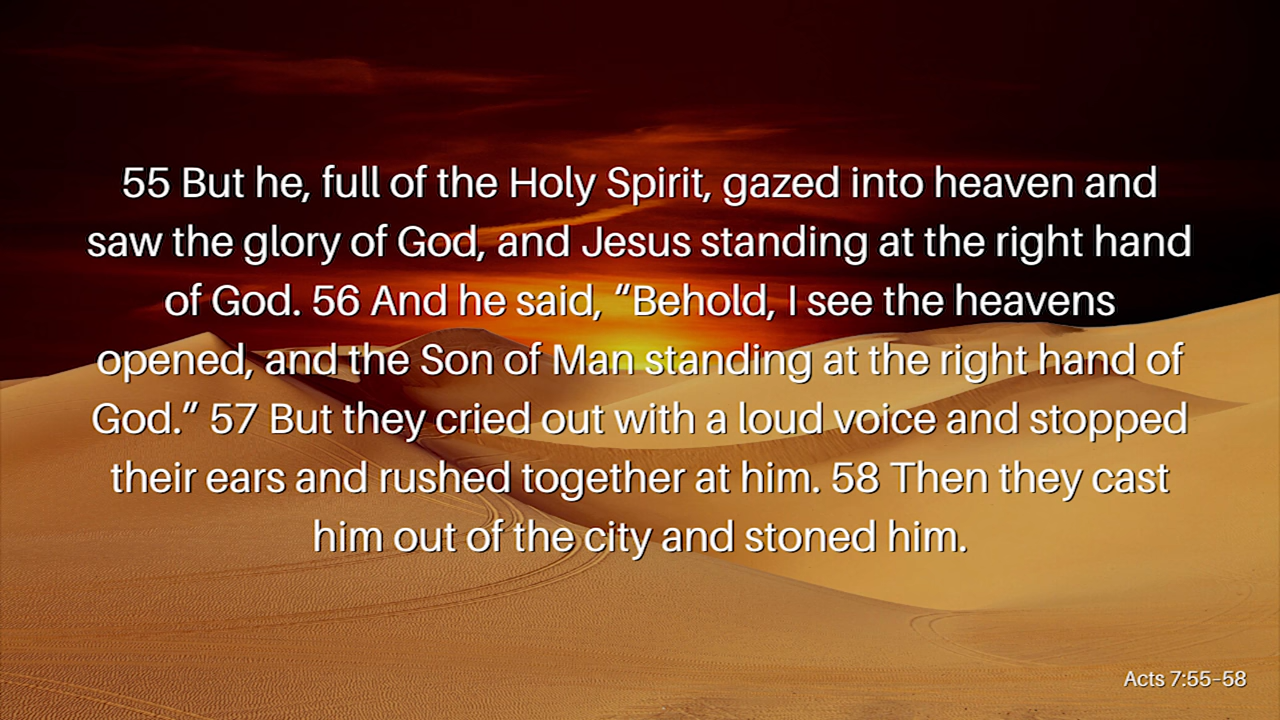 55 But he, full of the Holy Spirit, gazed into heaven and
saw the glory of God, and Jesus standing at the right hand
of God. 56 And he said, “Behold, I see the heavens
opened, and the Son of Man standing at the right hand of
God.” 57 But they cried out with a loud voice and stopped
their ears and rushed together at him. 58 Then they cast
him out of the city and stoned him.
Acts 7:55–58